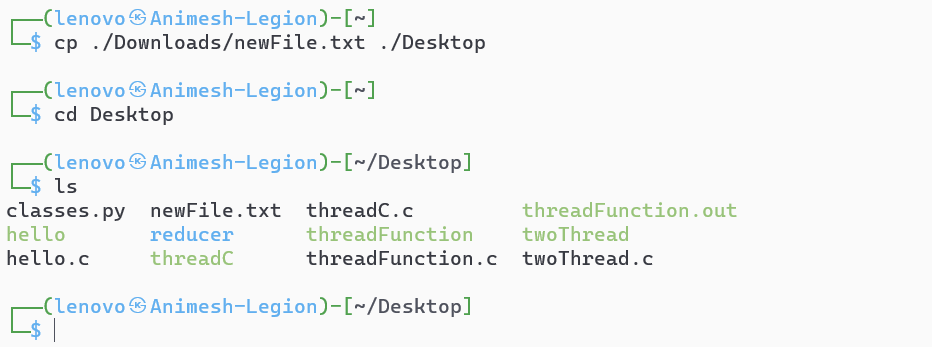 ┌──(lenovo㉿Animesh-Legion)-[~]
└─$ cp ./Downloads/newFile.txt ./Desktop
┌──(lenovo㉿Animesh-Legion)-[~]
└─$ cd Desktop
┌──(lenovo㉿Animesh-Legion)-[~/Desktop]
└─$ ls
classes.py  newFile.txt  threadC.c         threadFunction.out
hello       reducer      threadFunction    twoThread
hello.c     threadC      threadFunction.c  twoThread.c
┌──(lenovo㉿Animesh-Legion)-[~/Desktop]
└─$